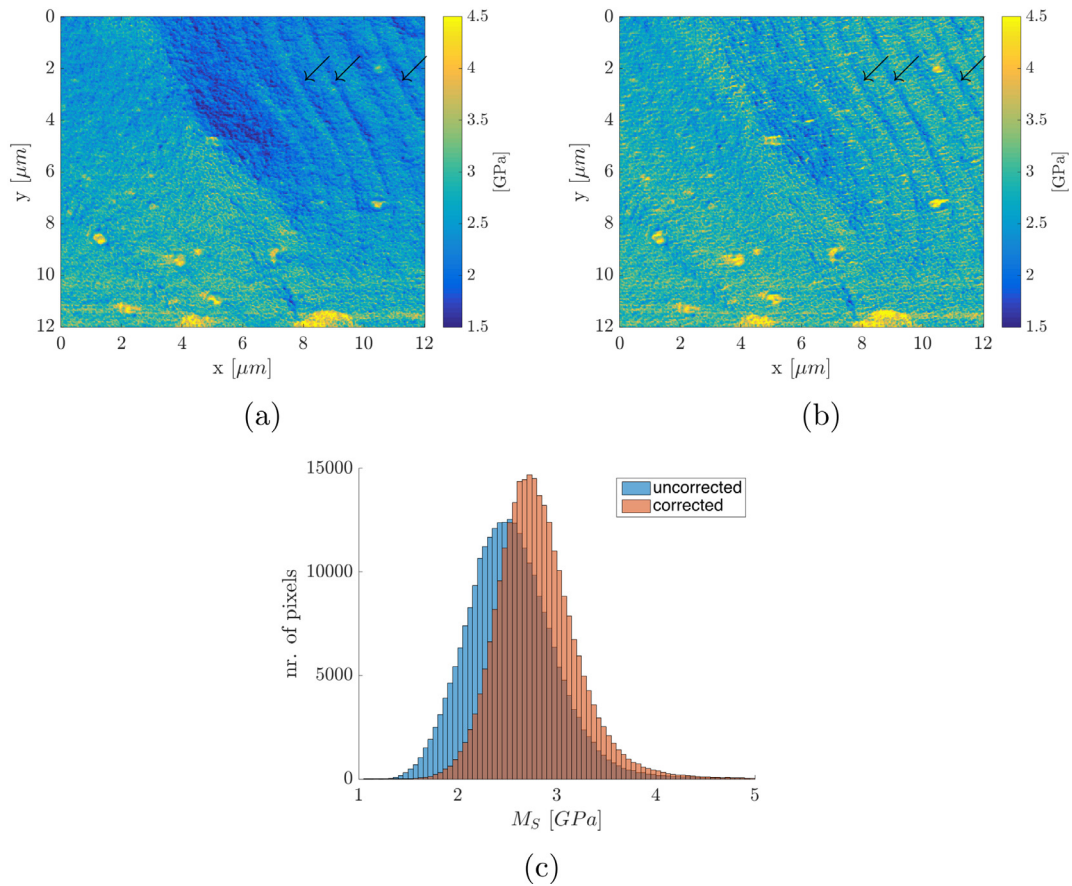 0
2
4
6
8
10
12
y [μm]
0 2 4 6 8 10 12
x [μm]
4.5
4
3.5
3
2.5
2
1.5
[GPa]
(a)
0
2
4
6
8
10
12
y [μm]
0 2 4 6 8 10 12
x [μm]
4.5
4
3.5
3
2.5
2
1.5
[GPa]
(b)
15000
10000
5000
0
nr. of pixels
uncorrected
corrected
1 2 3 4 5
M_S [GPa]
(c)